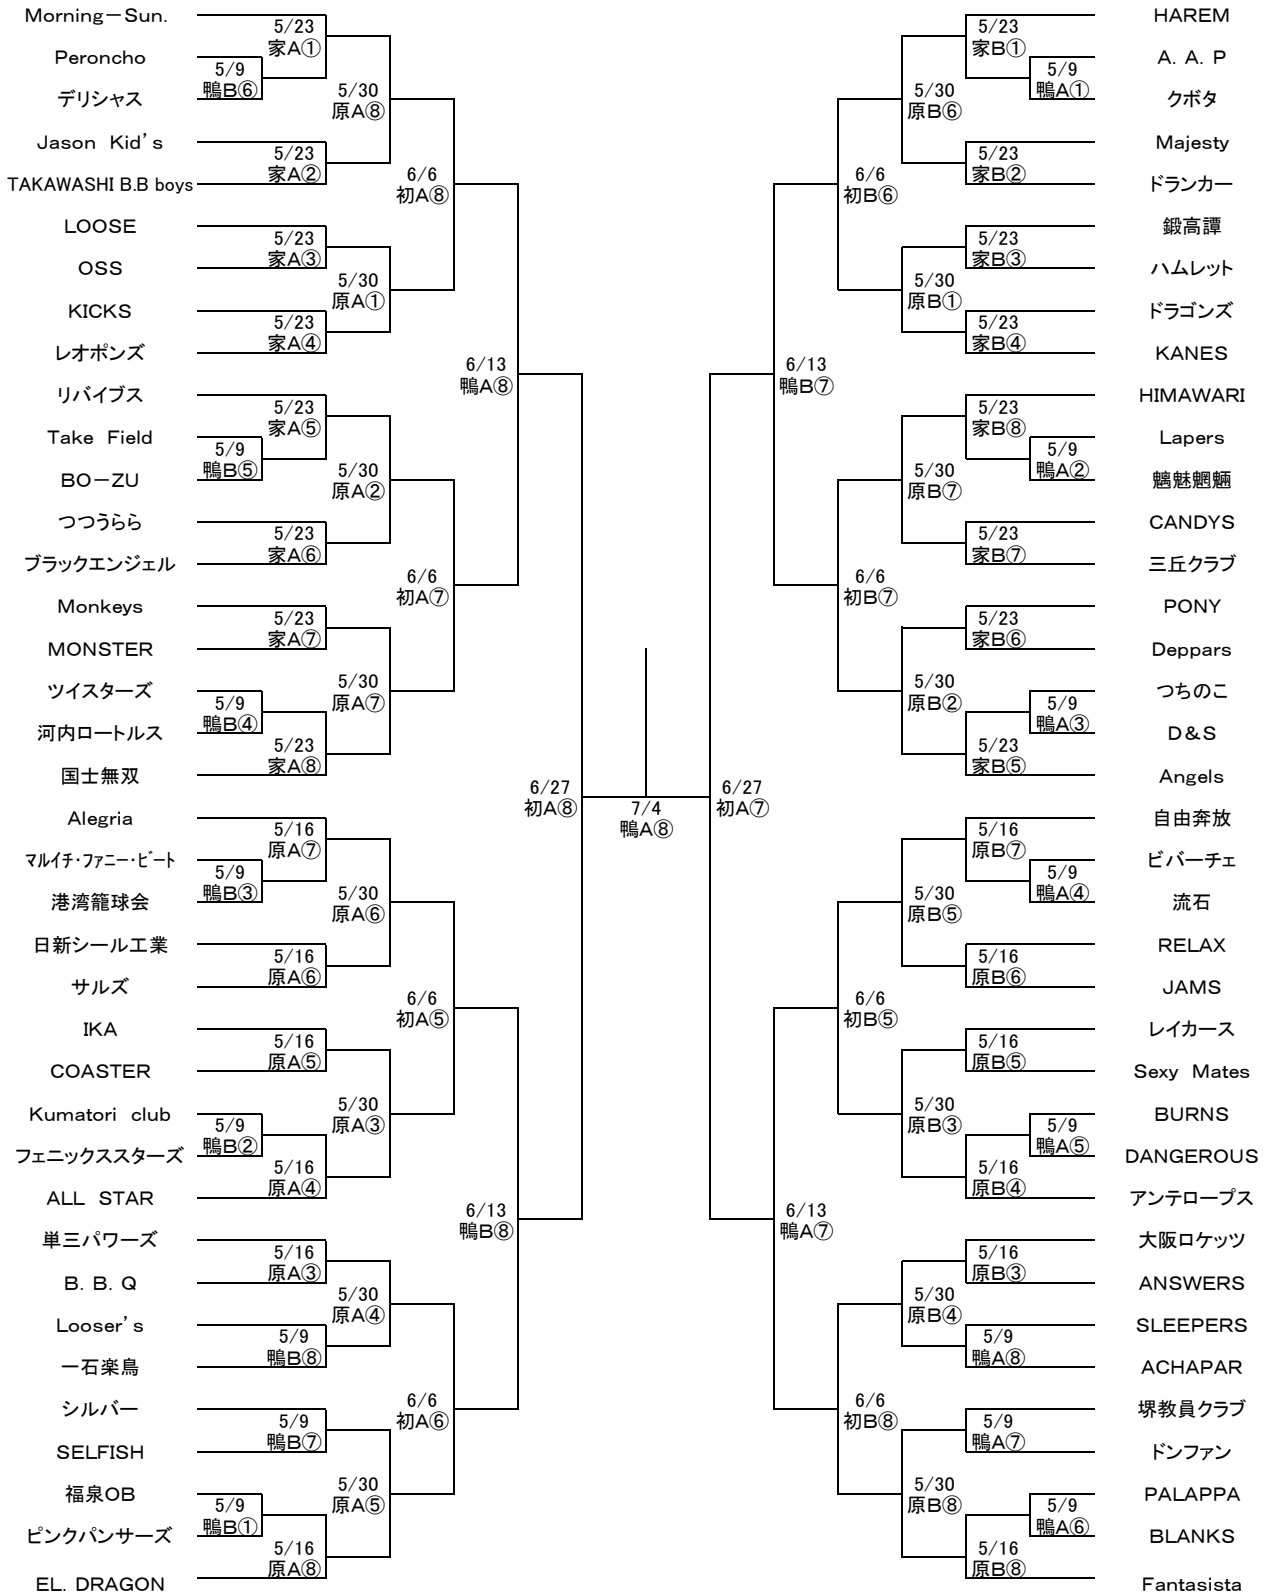 Morning－Sun.
5/23
家A①
Peroncho
5/9
鴨B⑥
デリシャス
5/30
原A⑧
Jason Kid's
5/23
家A②
TAKAWASHI B.B boys
6/6
初A⑧
LOOSE
5/23
家A③
OSS
5/30
原A①
KICKS
5/23
家A④
レオポンズ
6/13
鴨A⑧
リバイブス
5/23
家A⑤
Take Field
5/9
鴨B⑤
BO－ZU
5/30
原A②
つつうらら
5/23
家A⑥
ブラックエンジェル
6/6
初A⑦
Monkeys
5/23
家A⑦
MONSTER
5/30
原A⑦
ツイスターズ
5/9
鴨B④
河内ロートルス
5/23
家A⑧
国士無双
6/27
初A⑧
Alegria
5/16
原A⑦
マルイチ・ファニー・ビート
5/9
鴨B③
港湾籠球会
5/30
原A⑥
日新シール工業
5/16
原A⑥
サルズ
6/6
初A⑤
IKA
5/16
原A⑤
COASTER
5/30
原A③
Kumatori club
5/9
鴨B②
フェニックススターズ
5/16
原A④
ALL STAR
6/13
鴨B⑧
単三パワーズ
5/16
原A③
B. B. Q
5/30
原A④
Looser's
5/9
鴨B⑧
一石楽鳥
6/6
初A⑥
シルバー
5/9
鴨B⑦
SELFISH
5/30
原A⑤
福泉OB
5/9
鴨B①
ピンクパンサーズ
5/16
原A⑧
EL. DRAGON
7/4
鴨A⑧
HAREM
5/23
家B①
A. A. P
5/9
鴨A①
クボタ
5/30
原B⑥
Majesty
5/23
家B②
ドランカー
6/6
初B⑥
鍛高譚
5/23
家B③
ハムレット
5/30
原B①
ドラゴンズ
5/23
家B④
KANES
6/13
鴨B⑦
HIMAWARI
5/23
家B⑧
Lapers
5/9
鴨A②
魑魅魍魎
5/30
原B⑦
CANDYS
5/23
家B⑦
三丘クラブ
6/6
初B⑦
PONY
5/23
家B⑥
Deppars
5/30
原B②
つちのこ
5/9
鴨A③
D＆S
5/23
家B⑤
Angels
6/27
初A⑦
自由奔放
5/16
原B⑦
ビバーチェ
5/9
鴨A④
流石
5/30
原B⑤
RELAX
5/16
原B⑥
JAMS
6/6
初B⑤
レイカース
5/16
原B⑤
Sexy Mates
5/30
原B③
BURNS
5/9
鴨A⑤
DANGEROUS
5/16
原B④
アンテロープス
6/13
鴨A⑦
大阪ロケッツ
5/16
原B③
ANSWERS
5/30
原B④
SLEEPERS
5/9
鴨A⑧
ACHAPAR
6/6
初B⑧
堺教員クラブ
5/9
鴨A⑦
ドンファン
5/30
原B⑧
PALAPPA
5/9
鴨A⑥
BLANKS
5/16
原B⑧
Fantasista